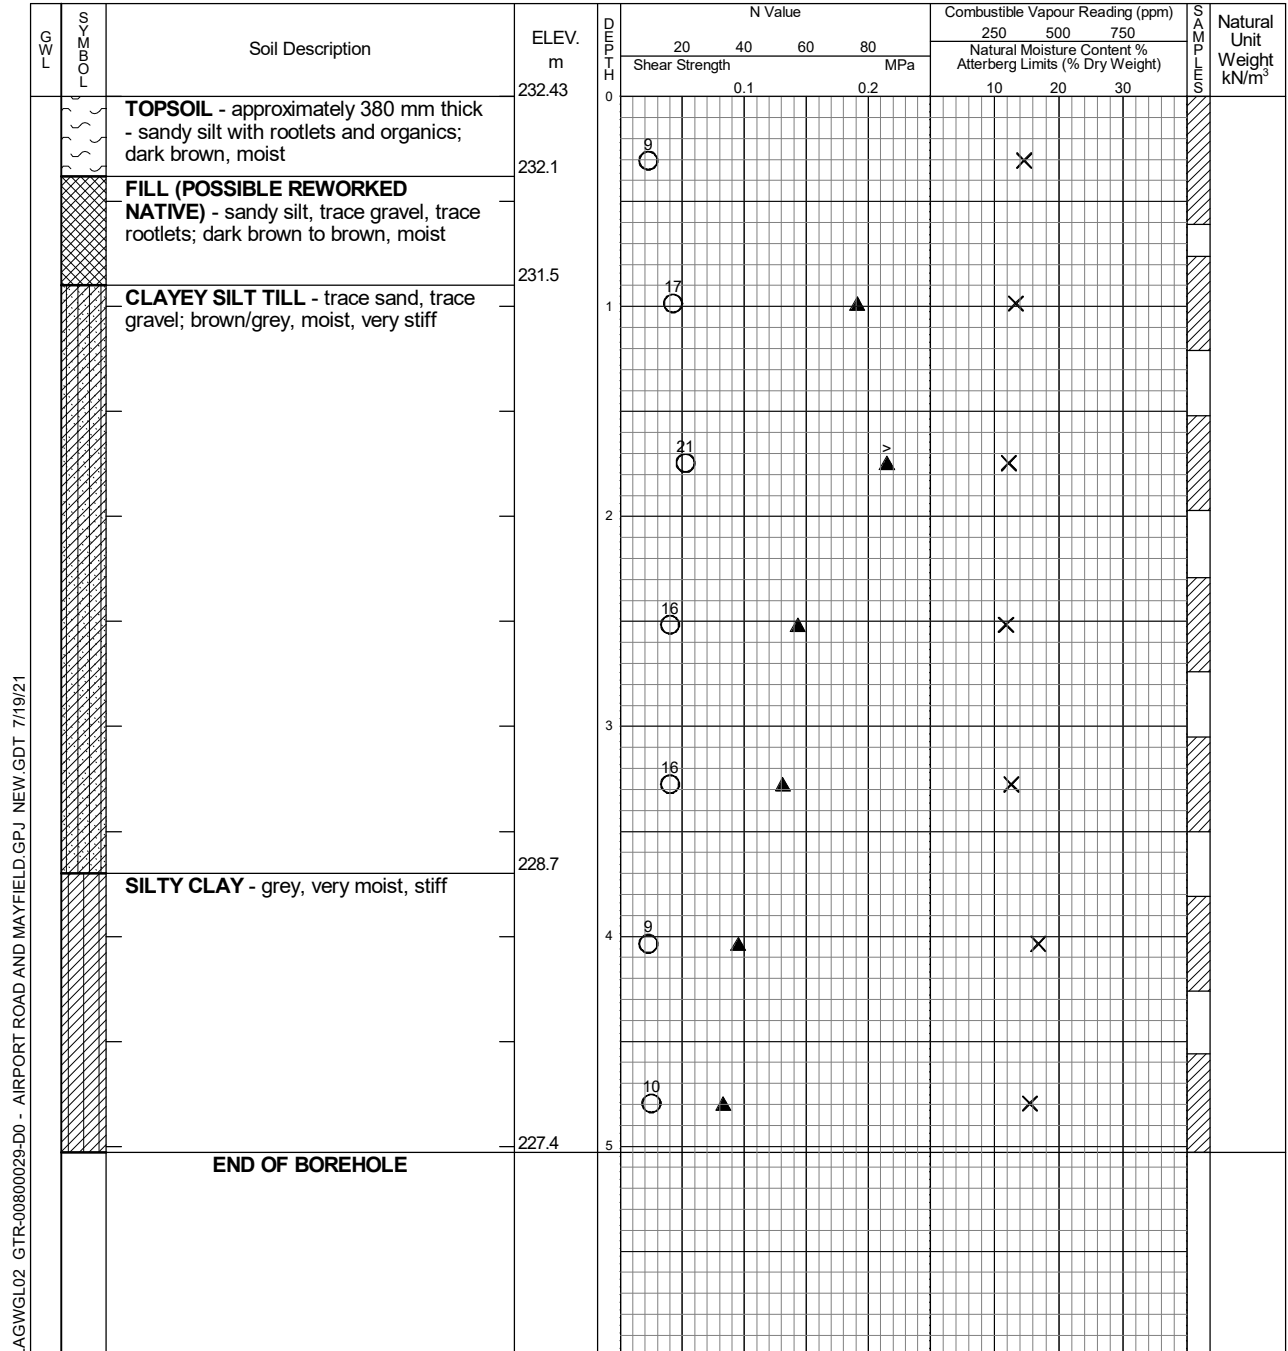 GWL
SYMBOL
Soil Description
ELEV.
m
DEPTH
N Value
20 40 60 80
Shear Strength MPa
0.1 0.2
Combustible Vapour Reading (ppm)
250 500 750
Natural Moisture Content %
Atterberg Limits (% Dry Weight)
10 20 30
SAMPLES
Natural
Unit
Weight
kN/m³
232.43
0
TOPSOIL - approximately 380 mm thick
- sandy silt with rootlets and organics;
dark brown, moist
9
232.1
FILL (POSSIBLE REWORKED
NATIVE) - sandy silt, trace gravel, trace
rootlets; dark brown to brown, moist
231.5
CLAYEY SILT TILL - trace sand, trace
gravel; brown/grey, moist, very stiff
17
1
21
>
2
16
3
16
228.7
SILTY CLAY - grey, very moist, stiff
9
4
10
227.4
5
END OF BOREHOLE
AGWGL02 GTR-00800029-D0 - AIRPORT ROAD AND MAYFIELD.GPJ NEW.GDT 7/19/21